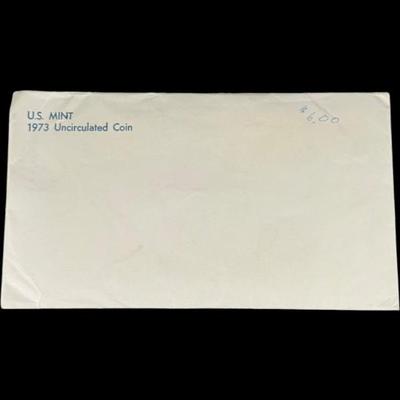 U.S. MINT
$6.00
1973 Uncirculated Coin